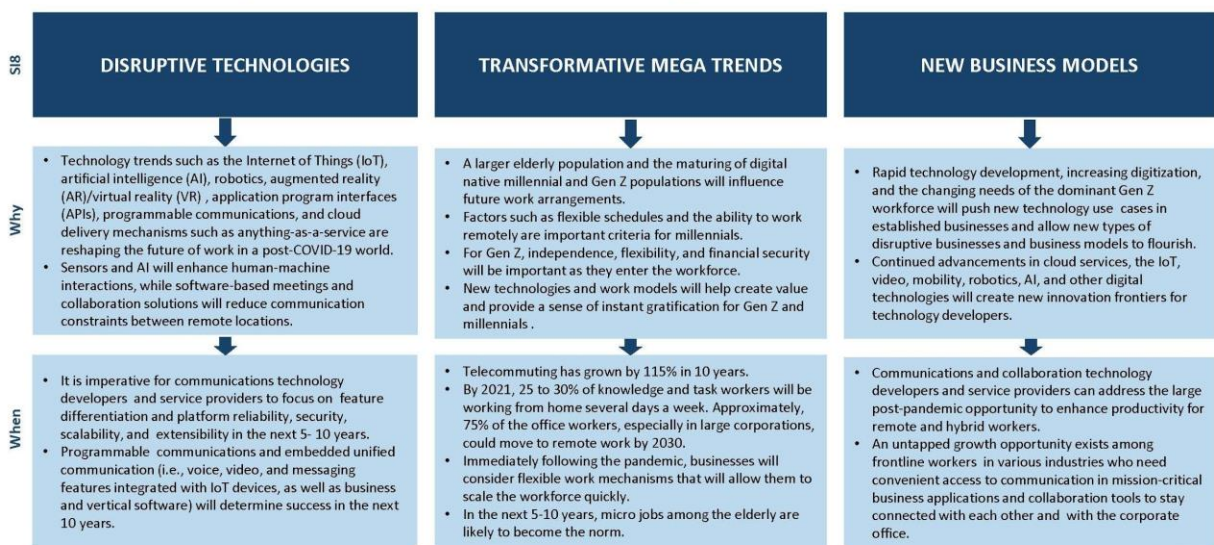 SI8
DISRUPTIVE TECHNOLOGIES
TRANSFORMATIVE MEGA TRENDS
NEW BUSINESS MODELS
Why
• Technology trends such as the Internet of Things (IoT),
artificial intelligence (AI), robotics, augmented reality
(AR)/virtual reality (VR) , application program interfaces
(APIs), programmable communications, and cloud
delivery mechanisms such as anything-as-a-service are
reshaping the future of work in a post-COVID-19 world.
• Sensors and AI will enhance human-machine
interactions, while software-based meetings and
collaboration solutions will reduce communication
constraints between remote locations.
• A larger elderly population and the maturing of digital
native millennial and Gen Z populations will influence
future work arrangements.
• Factors such as flexible schedules and the ability to work
remotely are important criteria for millennials.
• For Gen Z, independence, flexibility, and financial security
will be important as they enter the workforce.
• New technologies and work models will help create value
and provide a sense of instant gratification for Gen Z and
millennials .
• Rapid technology development, increasing digitization,
and the changing needs of the dominant Gen Z
workforce will push new technology use cases in
established businesses and allow new types of
disruptive businesses and business models to flourish.
• Continued advancements in cloud services, the IoT,
video, mobility, robotics, AI, and other digital
technologies will create new innovation frontiers for
technology developers.
When
• It is imperative for communications technology
developers and service providers to focus on feature
differentiation and platform reliability, security,
scalability, and extensibility in the next 5- 10 years.
• Programmable communications and embedded unified
communication (i.e., voice, video, and messaging
features integrated with IoT devices, as well as business
and vertical software) will determine success in the next
10 years.
• Telecommuting has grown by 115% in 10 years.
• By 2021, 25 to 30% of knowledge and task workers will be
working from home several days a week. Approximately,
75% of the office workers, especially in large corporations,
could move to remote work by 2030.
• Immediately following the pandemic, businesses will
consider flexible work mechanisms that will allow them to
scale the workforce quickly.
• In the next 5-10 years, micro jobs among the elderly are
likely to become the norm.
• Communications and collaboration technology
developers and service providers can address the large
post-pandemic opportunity to enhance productivity for
remote and hybrid workers.
• An untapped growth opportunity exists among
frontline workers in various industries who need
convenient access to communication in mission-critical
business applications and collaboration tools to stay
connected with each other and with the corporate
office.